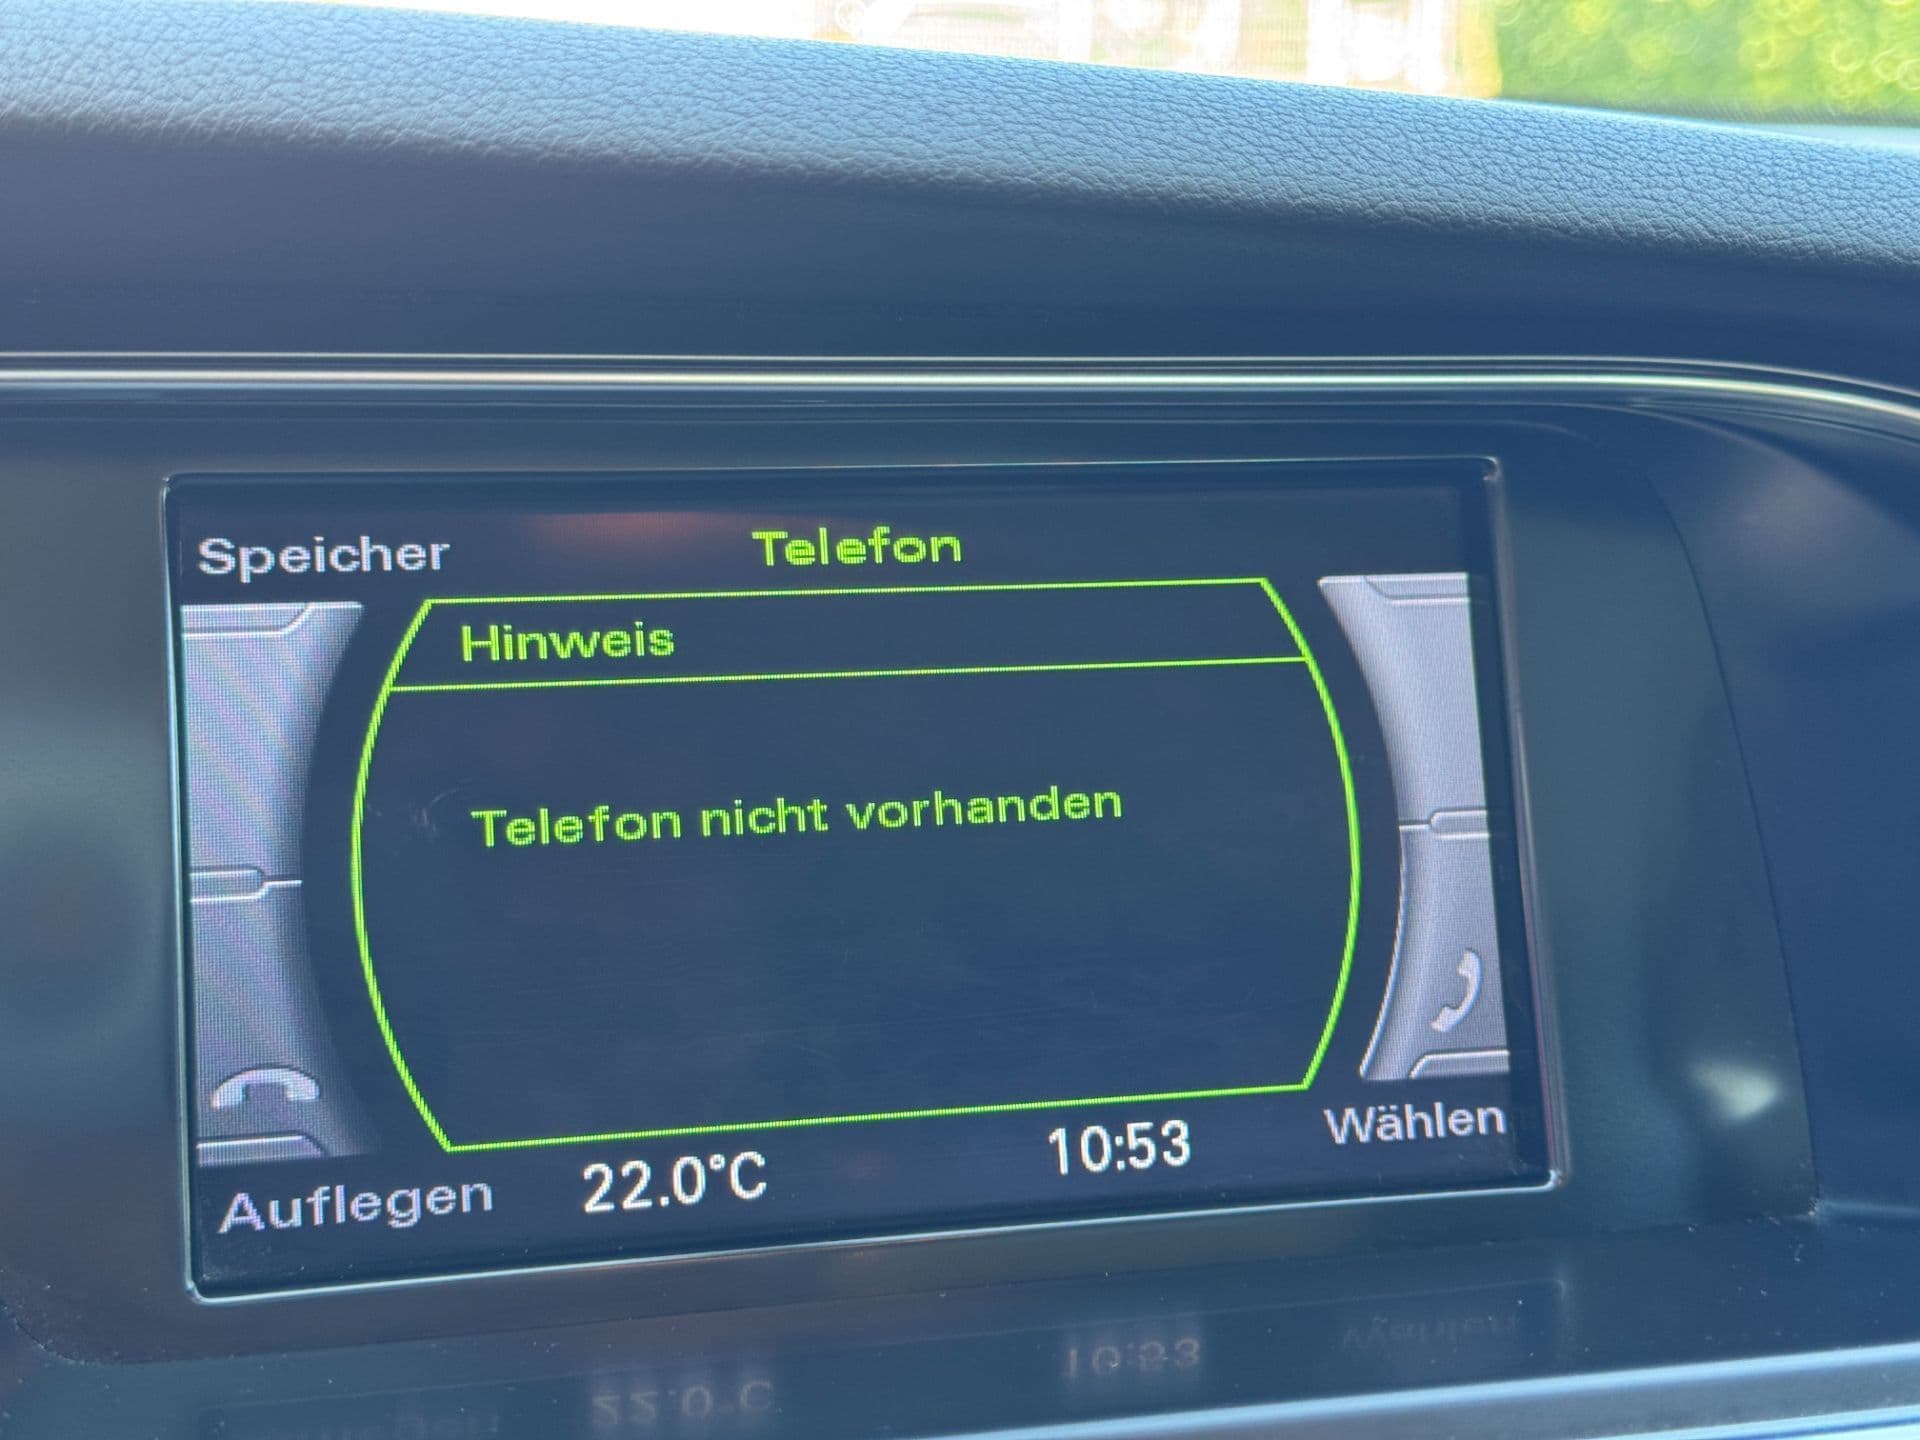 Speicher
Telefon
Hinweis
Telefon nicht vorhanden
Auflegen
22.0°C
10:53
Wählen